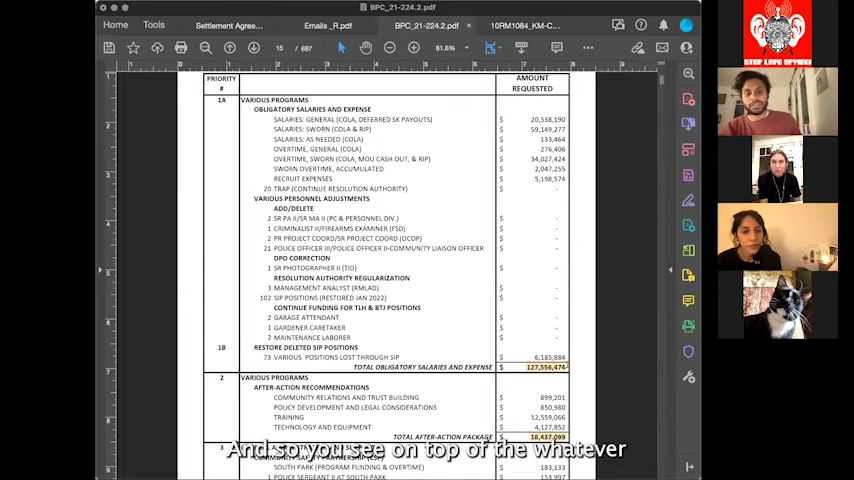 BPC_21-224.2.pdf
Home Tools Settlement Agree... Emails _R.pdf BPC_21-224.2.pdf × 10RM1084_KM-C...
15 / 687 81.6%
STOP LAPD SPYING!
PRIORITY # AMOUNT REQUESTED
1A VARIOUS PROGRAMS
OBLIGATORY SALARIES AND EXPENSE
SALARIES: GENERAL (COLA, DEFERRED SK PAYOUTS) $ 20,538,190
SALARIES: SWORN (COLA & RIP) $ 59,149,277
SALARIES: AS NEEDED (COLA) $ 133,464
OVERTIME, GENERAL (COLA) $ 276,406
OVERTIME, SWORN (COLA, MOU CASH OUT, & RIP) $ 34,027,424
SWORN OVERTIME, ACCUMULATED $ 2,047,255
RECRUIT EXPENSES $ 5,198,574
20 TRAP (CONTINUE RESOLUTION AUTHORITY) $ -
VARIOUS PERSONNEL ADJUSTMENTS
ADD/DELETE
2 SR PA II/SR MA II (PC & PERSONNEL DIV.) $ -
1 CRIMINALIST II/FIREARMS EXAMINER (FSD) $ -
2 PR PROJECT COORD/SR PROJECT COORD (OCOP) $ -
21 POLICE OFFICER III/POLICE OFFICER II-COMMUNITY LIAISON OFFICER $ -
DPO CORRECTION
1 SR PHOTOGRAPHER II (TID) $ -
RESOLUTION AUTHORITY REGULARIZATION
3 MANAGEMENT ANALYST (RMLAD) $ -
102 SIP POSITIONS (RESTORED JAN 2022) $ -
CONTINUE FUNDING FOR TLH & BTJ POSITIONS
2 GARAGE ATTENDANT $ -
1 GARDENER CARETAKER $ -
2 MAINTENANCE LABORER $ -
1B RESTORE DELETED SIP POSITIONS
73 VARIOUS POSITIONS LOST THROUGH SIP $ 6,185,884
TOTAL OBLIGATORY SALARIES AND EXPENSE $ 127,556,474
2 VARIOUS PROGRAMS
AFTER-ACTION RECOMMENDATIONS
COMMUNITY RELATIONS AND TRUST BUILDING $ 899,201
POLICY DEVELOPMENT AND LEGAL CONSIDERATIONS $ 850,980
TRAINING $ 12,559,066
TECHNOLOGY AND EQUIPMENT $ 4,127,852
TOTAL AFTER-ACTION PACKAGE $ 18,437,099
And so you see on top of the whatever
3
COMMUNITY SAFETY PARTNERSHIP (CSP)
SOUTH PARK (PROGRAM FUNDING & OVERTIME) $ 183,133
1 POLICE SERGEANT II AT SOUTH PARK $ 153,997